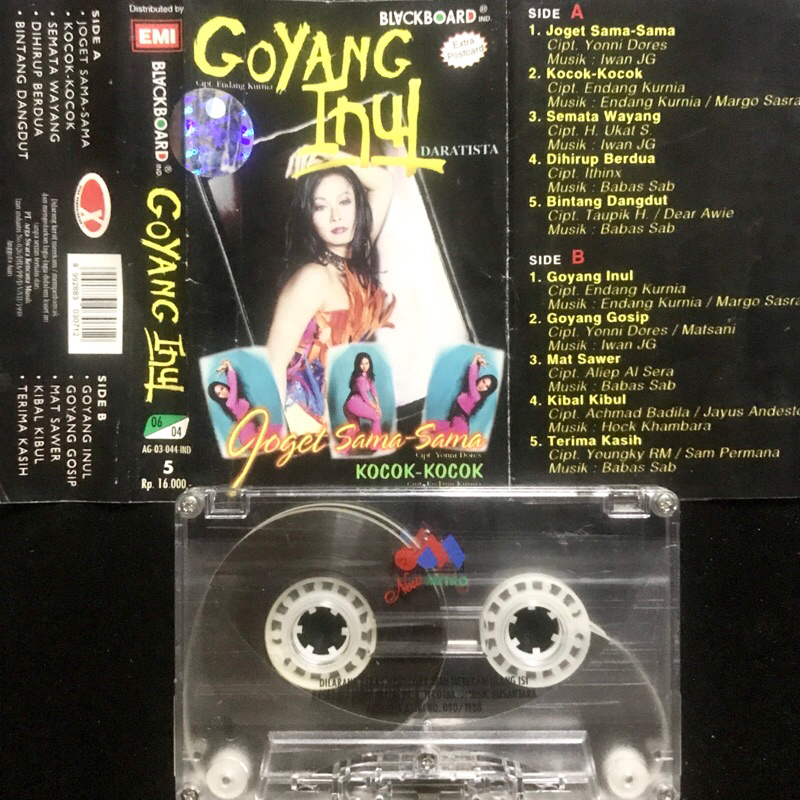 Distributed by
EMI
BLACKBOARD ® IND.
SIDE A
• JOGET SAMA-SAMA
• KOCOK-KOCOK
• SEMATA WAYANG
• DIHIRUP BERDUA
• BINTANG DANGDUT
GOYANG Inul
SIDE B
• GOYANG INUL
• GOYANG GOSIP
• MAT SAWER
• KIBAL KIBUL
• TERIMA KASIH
8 992883 030712
06
04
AG-03-044-IND
5
Rp. 16.000,-
BLACKBOARD ® IND.
Extra
Postcard
GOYANG
Cipt. Endang Kurnia
Inul
DARATISTA
Joget Sama-Sama
Cipt. Yonni Dores
KOCOK-KOCOK
SIDE A
1. Joget Sama-Sama
Cipt. Yonni Dores
Musik : Iwan JG
2. Kocok-Kocok
Cipt. Endang Kurnia
Musik : Endang Kurnia / Margo Sasra
3. Semata Wayang
Cipt. H. Ukat S.
Musik : Iwan JG
4. Dihirup Berdua
Cipt. Ithinx
Musik : Babas Sab
5. Bintang Dangdut
Cipt. Taupik H. / Dear Awie
Musik : Babas Sab
SIDE B
1. Goyang Inul
Cipt. Endang Kurnia
Musik : Endang Kurnia / Margo Sasra
2. Goyang Gosip
Cipt. Yonni Dores / Matsani
Musik : Iwan JG
3. Mat Sawer
Cipt. Aliep Al Sera
Musik : Babas Sab
4. Kibal Kibul
Cipt. Achmad Badila / Jayus Andesto
Musik : Hock Khambara
5. Terima Kasih
Cipt. Youngky RM / Sam Permana
Musik : Babas Sab